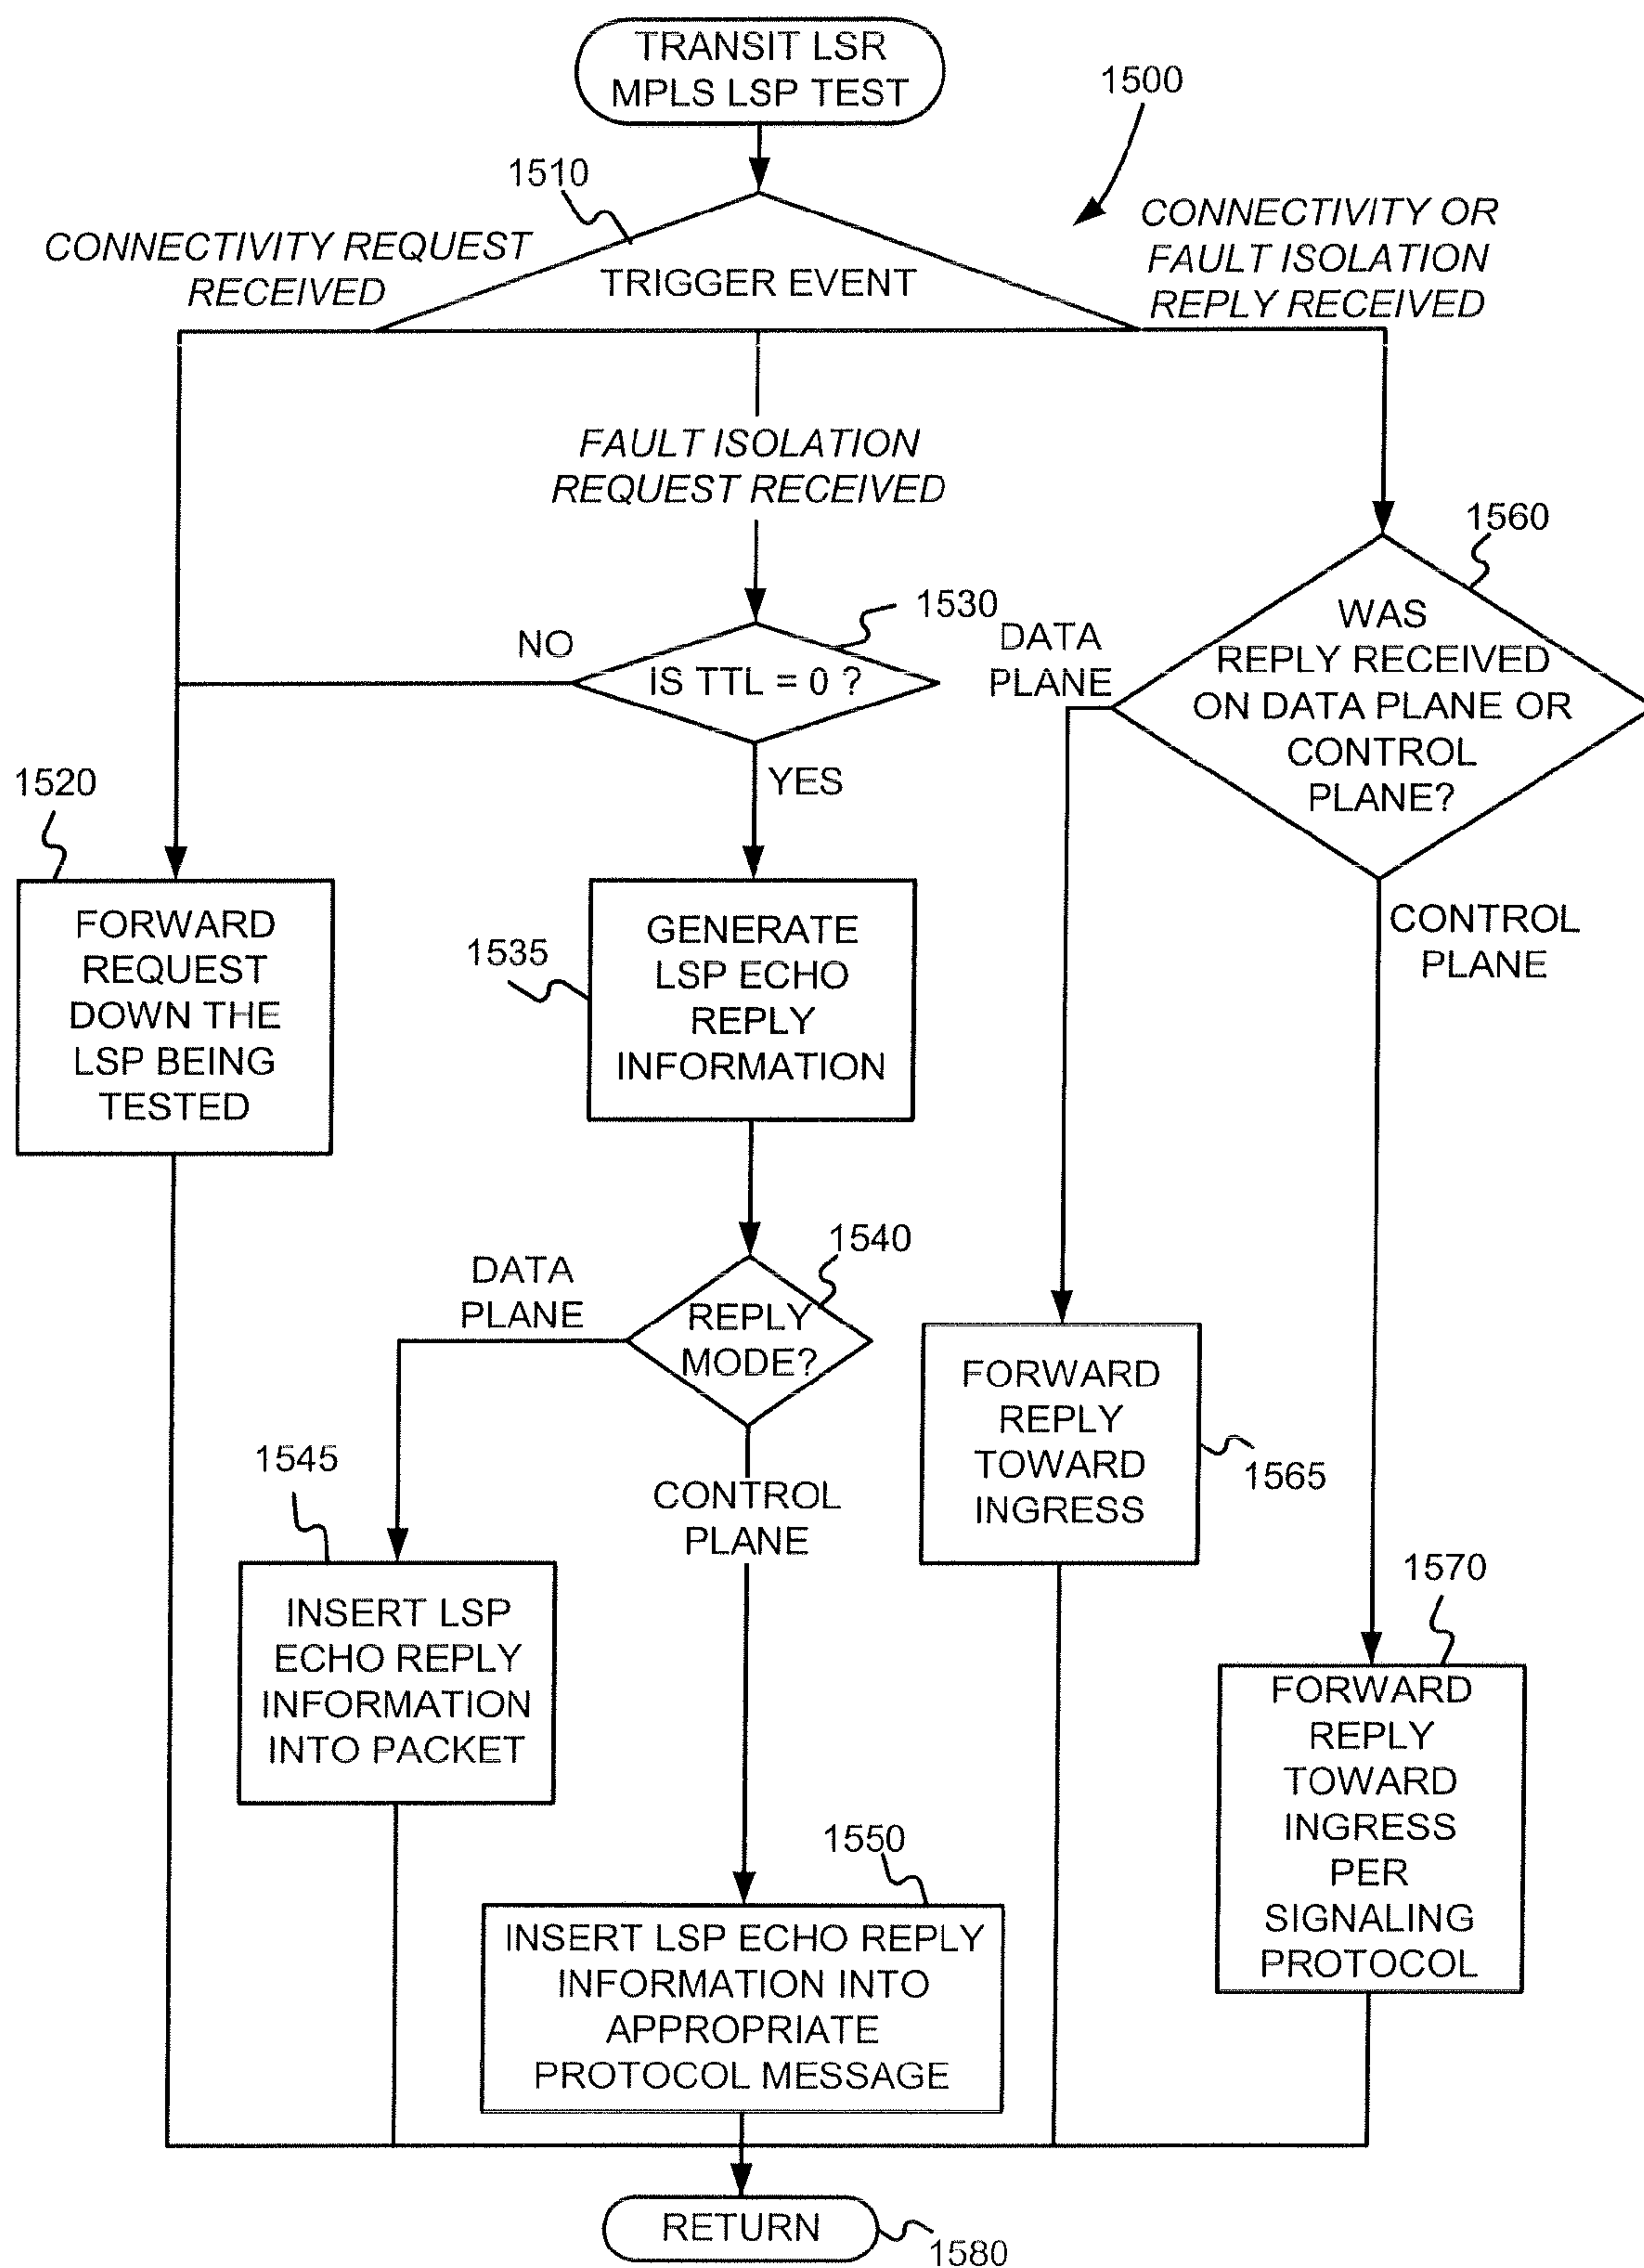 TRANSIT LSR
MPLS LSP TEST
1500
1510
CONNECTIVITY REQUEST
RECEIVED
TRIGGER EVENT
CONNECTIVITY OR
FAULT ISOLATION
REPLY RECEIVED
FAULT ISOLATION
REQUEST RECEIVED
1530
NO
IS TTL = 0 ?
YES
1560
DATA
PLANE
WAS
REPLY RECEIVED
ON DATA PLANE OR
CONTROL
PLANE?
CONTROL
PLANE
1520
FORWARD
REQUEST
DOWN THE
LSP BEING
TESTED
1535
GENERATE
LSP ECHO
REPLY
INFORMATION
1540
DATA
PLANE
REPLY
MODE?
CONTROL
PLANE
1545
INSERT LSP
ECHO REPLY
INFORMATION
INTO PACKET
FORWARD
REPLY
TOWARD
INGRESS
1565
1570
FORWARD
REPLY
TOWARD
INGRESS
PER
SIGNALING
PROTOCOL
1550
INSERT LSP ECHO REPLY
INFORMATION INTO
APPROPRIATE
PROTOCOL MESSAGE
RETURN
1580